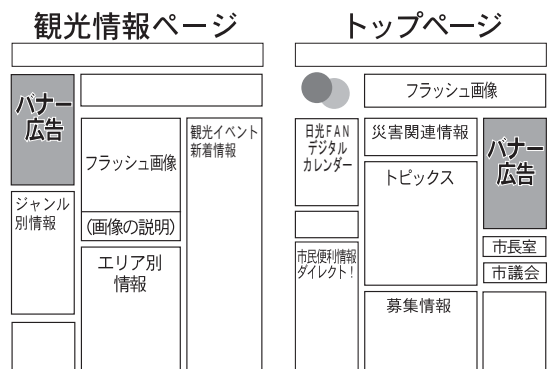 観光情報ページ
バナー
広告
ジャンル
別情報
フラッシュ画像
(画像の説明)
エリア別
情報
観光イベント
新着情報
トップページ
フラッシュ画像
日光FAN
デジタル
カレンダー
市民便利情報
ダイレクト！
災害関連情報
トピックス
募集情報
バナー
広告
市長室
市議会